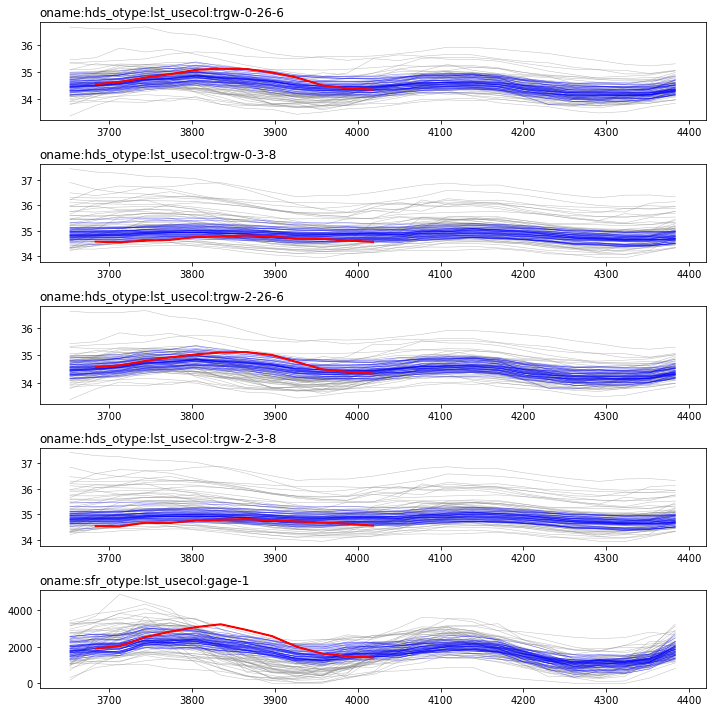 oname:hds_otype:lst_usecol:trgw-0-26-6
36
35
34
3700 3800 3900 4000 4100 4200 4300 4400
oname:hds_otype:lst_usecol:trgw-0-3-8
37
36
35
34
3700 3800 3900 4000 4100 4200 4300 4400
oname:hds_otype:lst_usecol:trgw-2-26-6
36
35
34
3700 3800 3900 4000 4100 4200 4300 4400
oname:hds_otype:lst_usecol:trgw-2-3-8
37
36
35
34
3700 3800 3900 4000 4100 4200 4300 4400
oname:sfr_otype:lst_usecol:gage-1
4000
2000
0
3700 3800 3900 4000 4100 4200 4300 4400